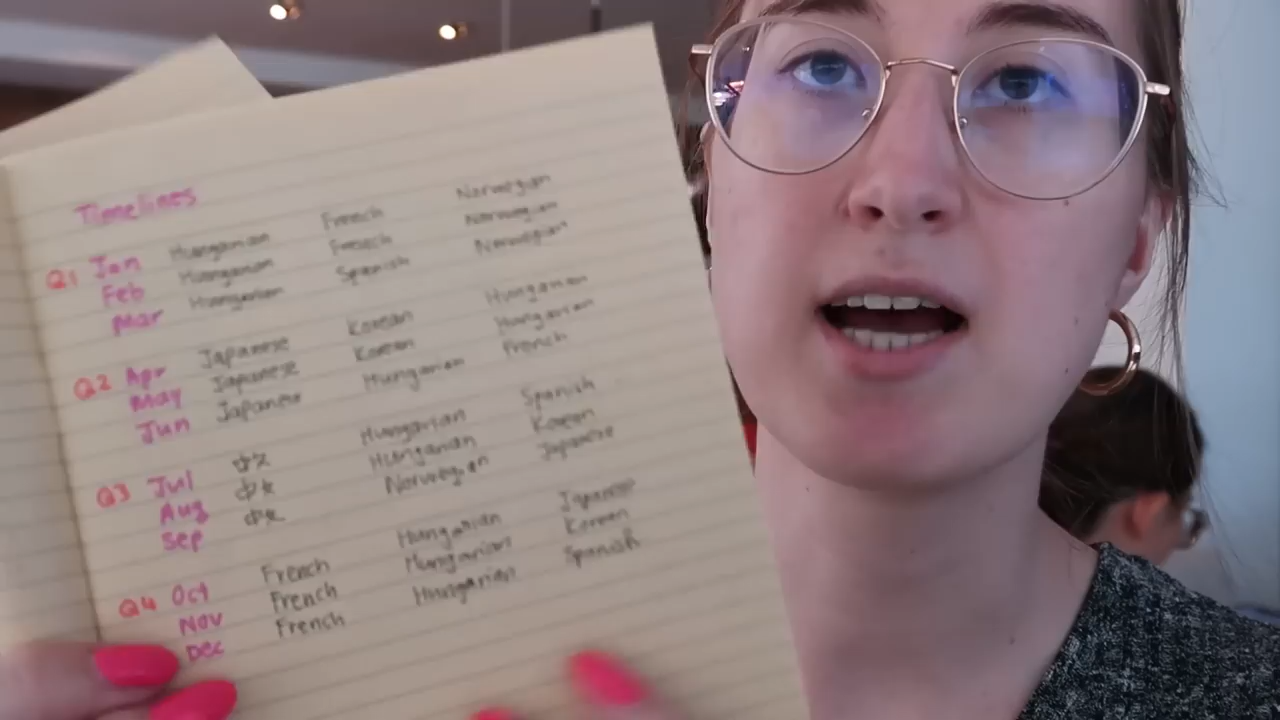 Timelines
Q1 Jan Hungarian French Norwegian
Feb Hungarian French Norwegian
Mar Hungarian Spanish Norwegian
Q2 Apr Japanese Korean Hungarian
May Japanese Korean Hungarian
Jun Japanese Hungarian French
Q3 Jul 中文 Hungarian Spanish
Aug 中文 Hungarian Korean
Sep 中文 Norwegian Japanese
Q4 Oct French Hungarian Japanese
Nov French Hungarian Korean
Dec French Hungarian Spanish